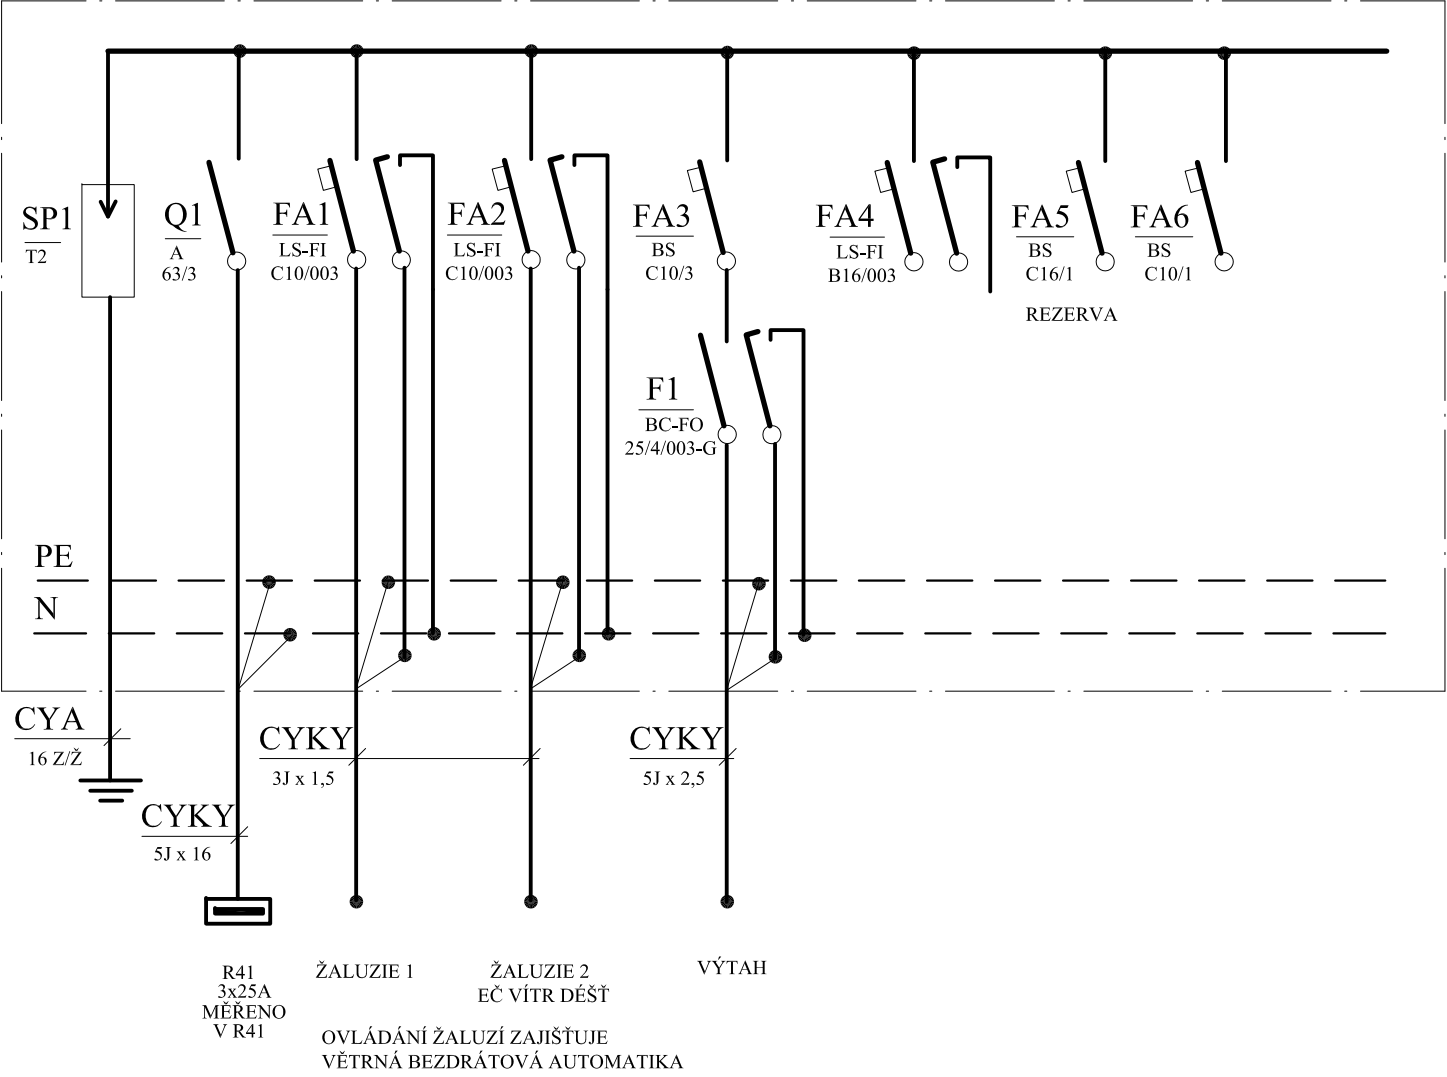 SP1
T2
Q1
A
63/3
FA1
LS-FI
C10/003
FA2
LS-FI
C10/003
FA3
BS
C10/3
FA4
LS-FI
B16/003
FA5
BS
C16/1
FA6
BS
C10/1
REZERVA
F1
BC-FO
25/4/003-G
PE
N
CYA
16 Z/Ž
CYKY
3J x 1,5
CYKY
5J x 2,5
CYKY
5J x 16
R41
3x25A
MĚŘENO
V R41
ŽALUZIE 1
ŽALUZIE 2
EČ VÍTR DÉŠŤ
VÝTAH
OVLÁDÁNÍ ŽALUZÍ ZAJIŠŤUJE
VĚTRNÁ BEZDRÁTOVÁ AUTOMATIKA